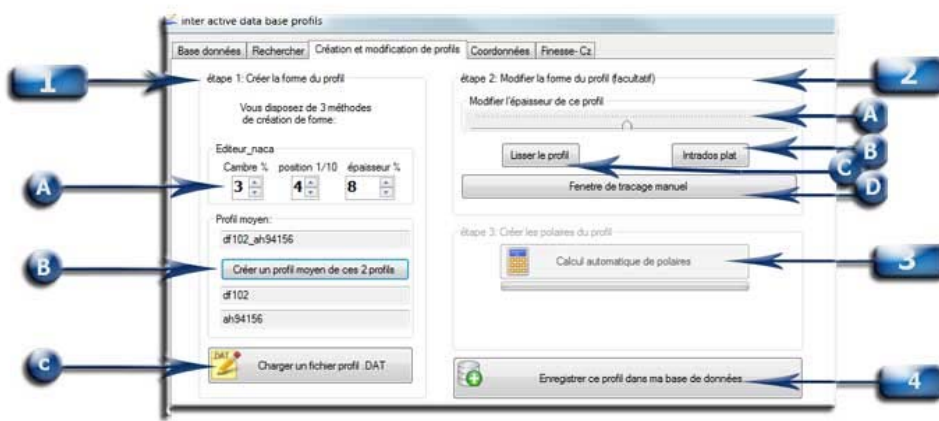 inter active data base profils
Base données Rechercher Création et modification de profils Coordonnées Finesse- Cz
1
étape 1: Créer la forme du profil
Vous disposez de 3 méthodes
de création de forme:
Editeur_naca
Cambre % position 1/10 épaisseur %
A
3 4 8
Profil moyen:
df102_ah94156
B
Créer un profil moyen de ces 2 profils
df102
ah94156
C
.DAT
Charger un fichier profil .DAT
2
étape 2: Modifier la forme du profil (facultatif)
Modifier l'épaisseur de ce profil
A
Lisser le profil
Intrados plat
B
C
Fenetre de tracage manuel
D
étape 3: Créer les polaires du profil
Calcul automatique de polaires
3
Enregistrer ce profil dans ma base de données
4